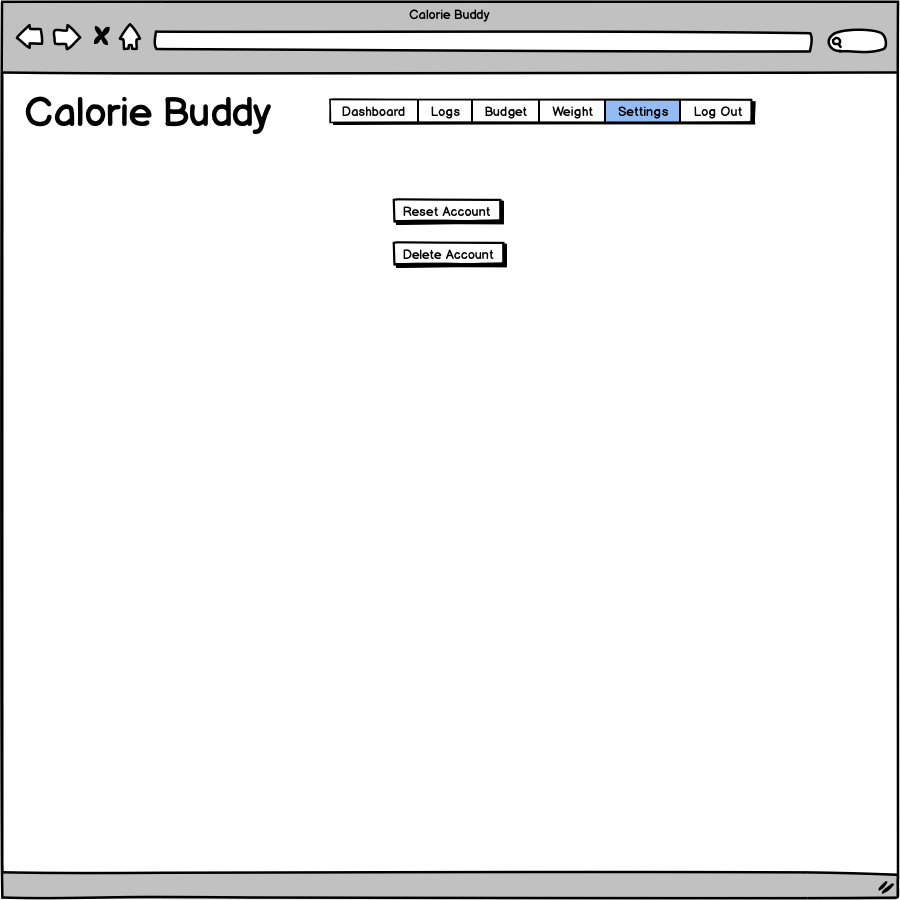 Calorie Buddy
Calorie Buddy
Dashboard Logs Budget Weight Settings Log Out
Reset Account
Delete Account